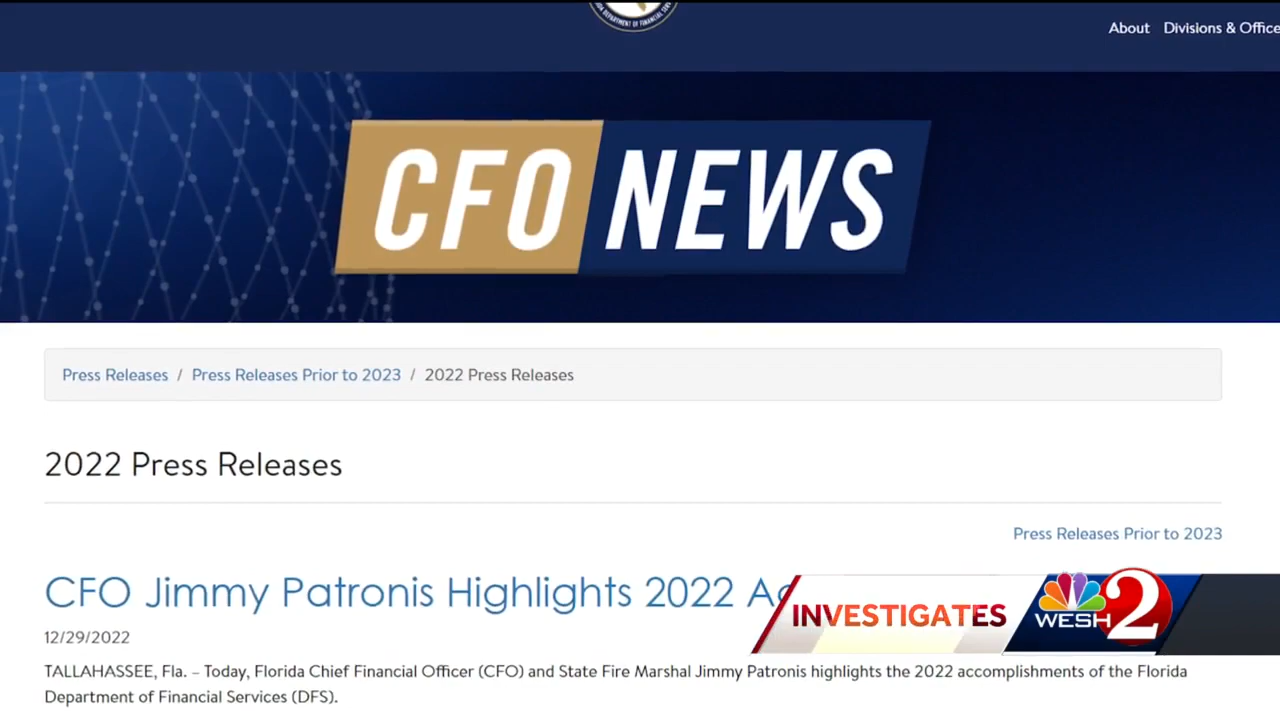 DEPARTMENT OF FINANCIAL
About Divisions & Office
CFO NEWS
Press Releases / Press Releases Prior to 2023 / 2022 Press Releases
2022 Press Releases
Press Releases Prior to 2023
CFO Jimmy Patronis Highlights 2022 Ac
INVESTIGATES
WESH 2
12/29/2022
TALLAHASSEE, Fla. – Today, Florida Chief Financial Officer (CFO) and State Fire Marshal Jimmy Patronis highlights the 2022 accomplishments of the Florida
Department of Financial Services (DFS).